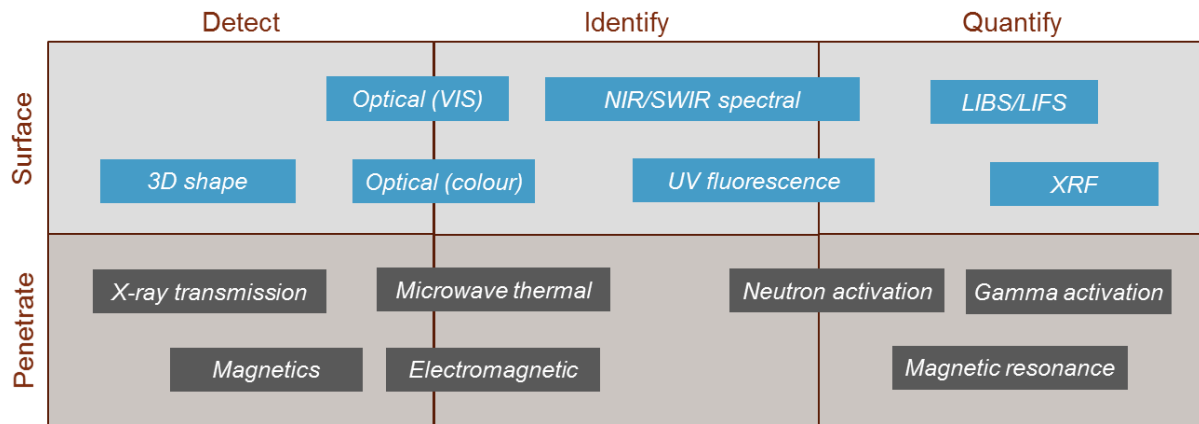 Detect
Identify
Quantify
Surface
Optical (VIS)
NIR/SWIR spectral
LIBS/LIFS
3D shape
Optical (colour)
UV fluorescence
XRF
Penetrate
X-ray transmission
Microwave thermal
Neutron activation
Gamma activation
Magnetics
Electromagnetic
Magnetic resonance